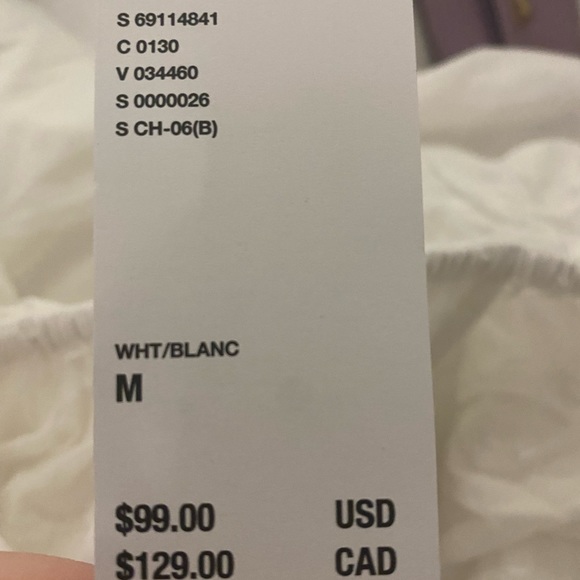 S 69114841
C 0130
V 034460
S 0000026
S CH-06(B)
WHT/BLANC
M
$99.00 USD
$129.00 CAD